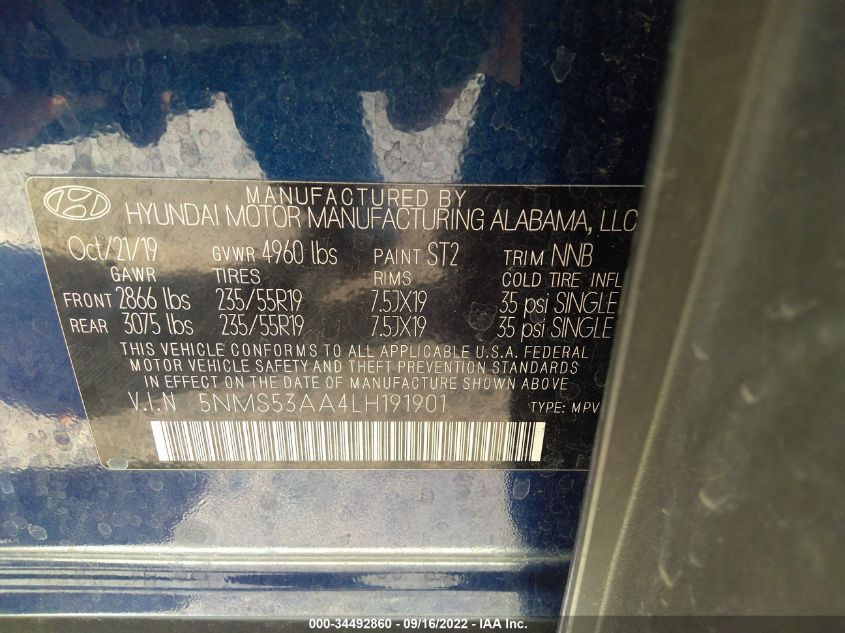 MANUFACTURED BY
HYUNDAI MOTOR MANUFACTURING ALABAMA, LLC
Oct/21/19 GVWR 4960 lbs PAINT ST2 TRIM NNB
GAWR TIRES RIMS COLD TIRE INFL
FRONT 2866 lbs 235/55R19 7.5JX19 35 psi SINGLE
REAR 3075 lbs 235/55R19 7.5JX19 35 psi SINGLE
THIS VEHICLE CONFORMS TO ALL APPLICABLE U.S.A. FEDERAL
MOTOR VEHICLE SAFETY AND THEFT PREVENTION STANDARDS
IN EFFECT ON THE DATE OF MANUFACTURE SHOWN ABOVE
V.I.N 5NMS53AA4LH191901 TYPE: MPV
000-34492860 - 09/16/2022 - IAA Inc.